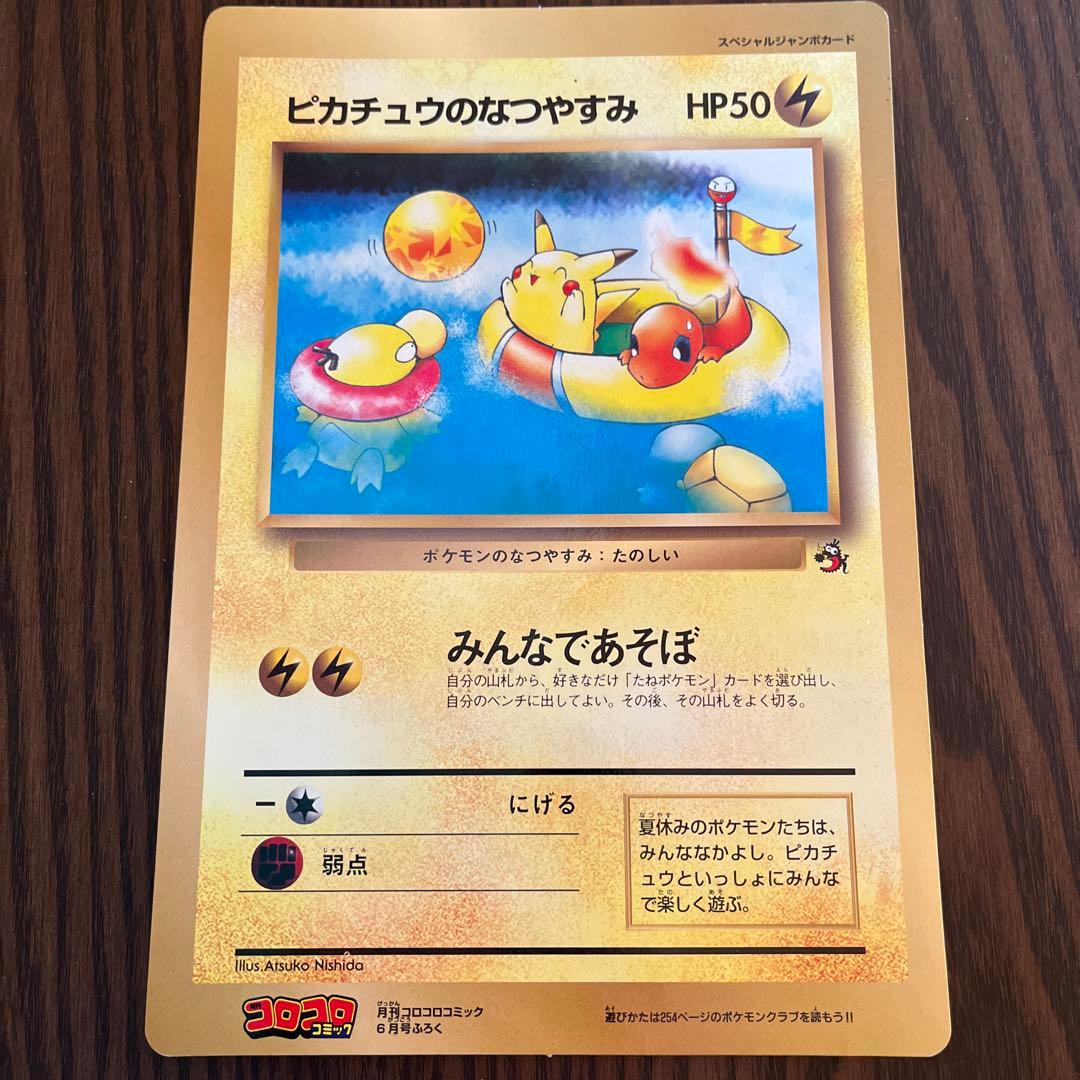 スペシャルジャンボカード
ピカチュウのなつやすみ HP50
ポケモンのなつやすみ：たのしい
みんなであそぼ
自分の山札から、好きなだけ「たねポケモン」カードを選び出し、
自分のベンチに出してよい。その後、その山札をよく切る。
− にげる
弱点
夏休みのポケモンたちは、
みんななかよし。ピカチ
ュウといっしょにみんな
で楽しく遊ぶ。
Illus.Atsuko Nishida
月刊 コロコロ コミック
月刊コロコロコミック
6月号ふろく
遊びかたは254ページのポケモンクラブを読もう!!